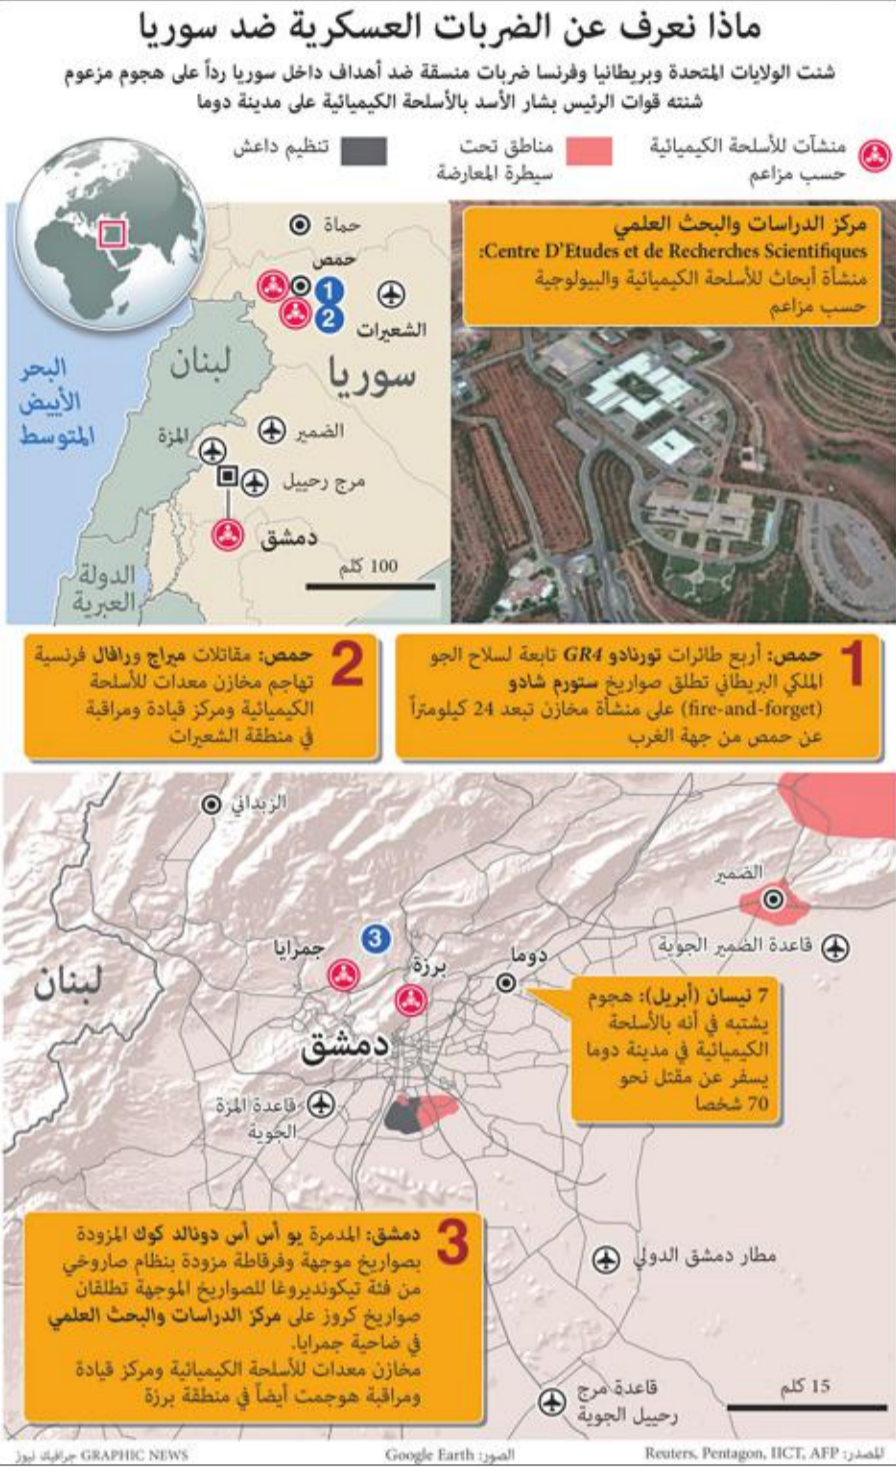 ماذا نعرف عن الضربات العسكرية ضد سوريا
شنت الولايات المتحدة وبريطانيا وفرنسا ضربات منسقة ضد أهداف داخل سوريا رداً على هجوم مزعوم
شنته قوات الرئيس بشار الأسد بالأسلحة الكيميائية على مدينة دوما
منشآت للأسلحة الكيميائية
حسب مزاعم
مناطق تحت
سيطرة المعارضة
تنظيم داعش
مركز الدراسات والبحث العلمي
Centre D'Etudes et de Recherches Scientifiques:
منشأة أبحاث للأسلحة الكيميائية والبيولوجية
حسب مزاعم
حماة
حمص
1
2
الشعيرات
لبنان
سوريا
البحر
الأبيض
المتوسط
الضمير
المزة
مرج رحييل
دمشق
100 كلم
الدولة
العبرية
1
حمص: أربع طائرات تورنادو GR4 تابعة لسلاح الجو
الملكي البريطاني تطلق صواريخ ستورم شادو
(fire-and-forget) على منشأة مخازن تبعد 24 كيلومتراً
عن حمص من جهة الغرب
2
حمص: مقاتلات ميراج ورافال فرنسية
تهاجم مخازن معدات للأسلحة
الكيميائية ومركز قيادة ومراقبة
في منطقة الشعيرات
الزبداني
الضمير
قاعدة الضمير الجوية
3
جمرايا
برزة
دوما
لبنان
دمشق
7 نيسان (أبريل): هجوم
يشتبه في أنه بالأسلحة
الكيميائية في مدينة دوما
يسفر عن مقتل نحو
70 شخصا
قاعدة المزة
الجوية
3
دمشق: المدمرة يو أس أس دونالد كوك المزودة
بصواريخ موجهة وفرقاطة مزودة بنظام صاروخي
من فئة تيكونديروغا للصواريخ الموجهة تطلقان
صواريخ كروز على مركز الدراسات والبحث العلمي
في ضاحية جمرايا.
مخازن معدات للأسلحة الكيميائية ومركز قيادة
ومراقبة هوجمت أيضاً في منطقة برزة
مطار دمشق الدولي
قاعدة مرج
رحييل الجوية
15 كلم
المصدر: Reuters, Pentagon, IICT, AFP
الصور: Google Earth
GRAPHIC NEWS جرافيك نيوز